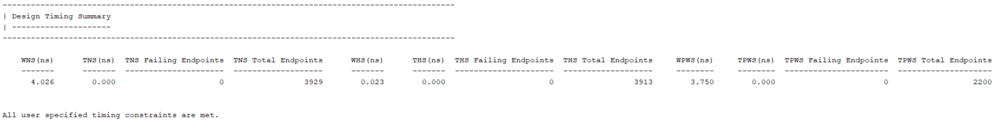 ------------------------------------------------------------------------------------------------
| Design Timing Summary
| ---------------------
------------------------------------------------------------------------------------------------
WNS(ns) TNS(ns) TNS Failing Endpoints TNS Total Endpoints WHS(ns) THS(ns) THS Failing Endpoints THS Total Endpoints WPWS(ns) TPWS(ns) TPWS Failing Endpoints TPWS Total Endpoints
------- ------- --------------------- ------------------- ------- ------- --------------------- ------------------- -------- -------- ---------------------- --------------------
4.026 0.000 0 3929 0.023 0.000 0 3913 3.750 0.000 0 2200
All user specified timing constraints are met.